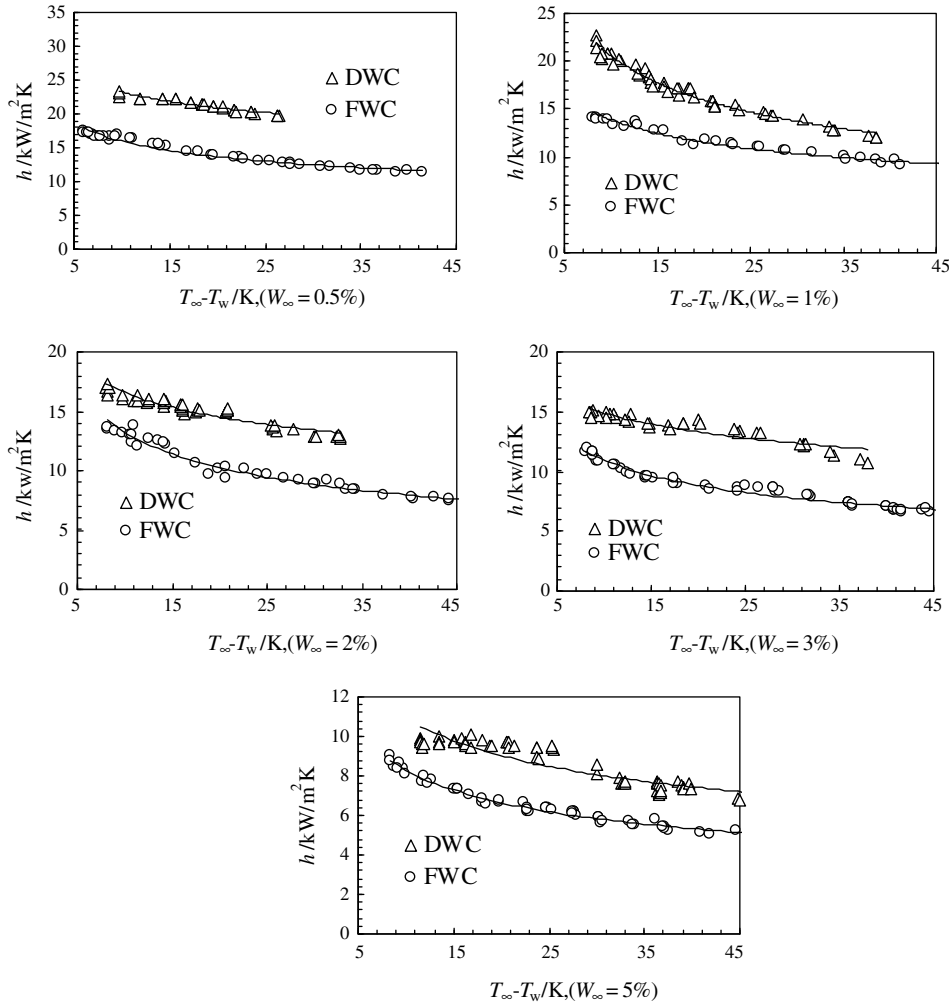 35
30
25
20
15
10
5
0
h/kW/m²K
△ DWC
○ FWC
5 15 25 35 45
T∞-Tw/K,(W∞ = 0.5%)
25
20
15
10
5
0
h/kw/m²K
△ DWC
○ FWC
5 15 25 35 45
T∞-Tw/K,(W∞ = 1%)
20
15
10
5
0
h/kw/m²K
△ DWC
○ FWC
5 15 25 35 45
T∞-Tw/K,(W∞ = 2%)
20
15
10
5
0
h/kw/m²K
△ DWC
○ FWC
5 15 25 35 45
T∞-Tw/K,(W∞ = 3%)
12
10
8
6
4
2
0
h/kW/m²K
△ DWC
○ FWC
5 15 25 35 45
T∞-Tw/K,(W∞ = 5%)